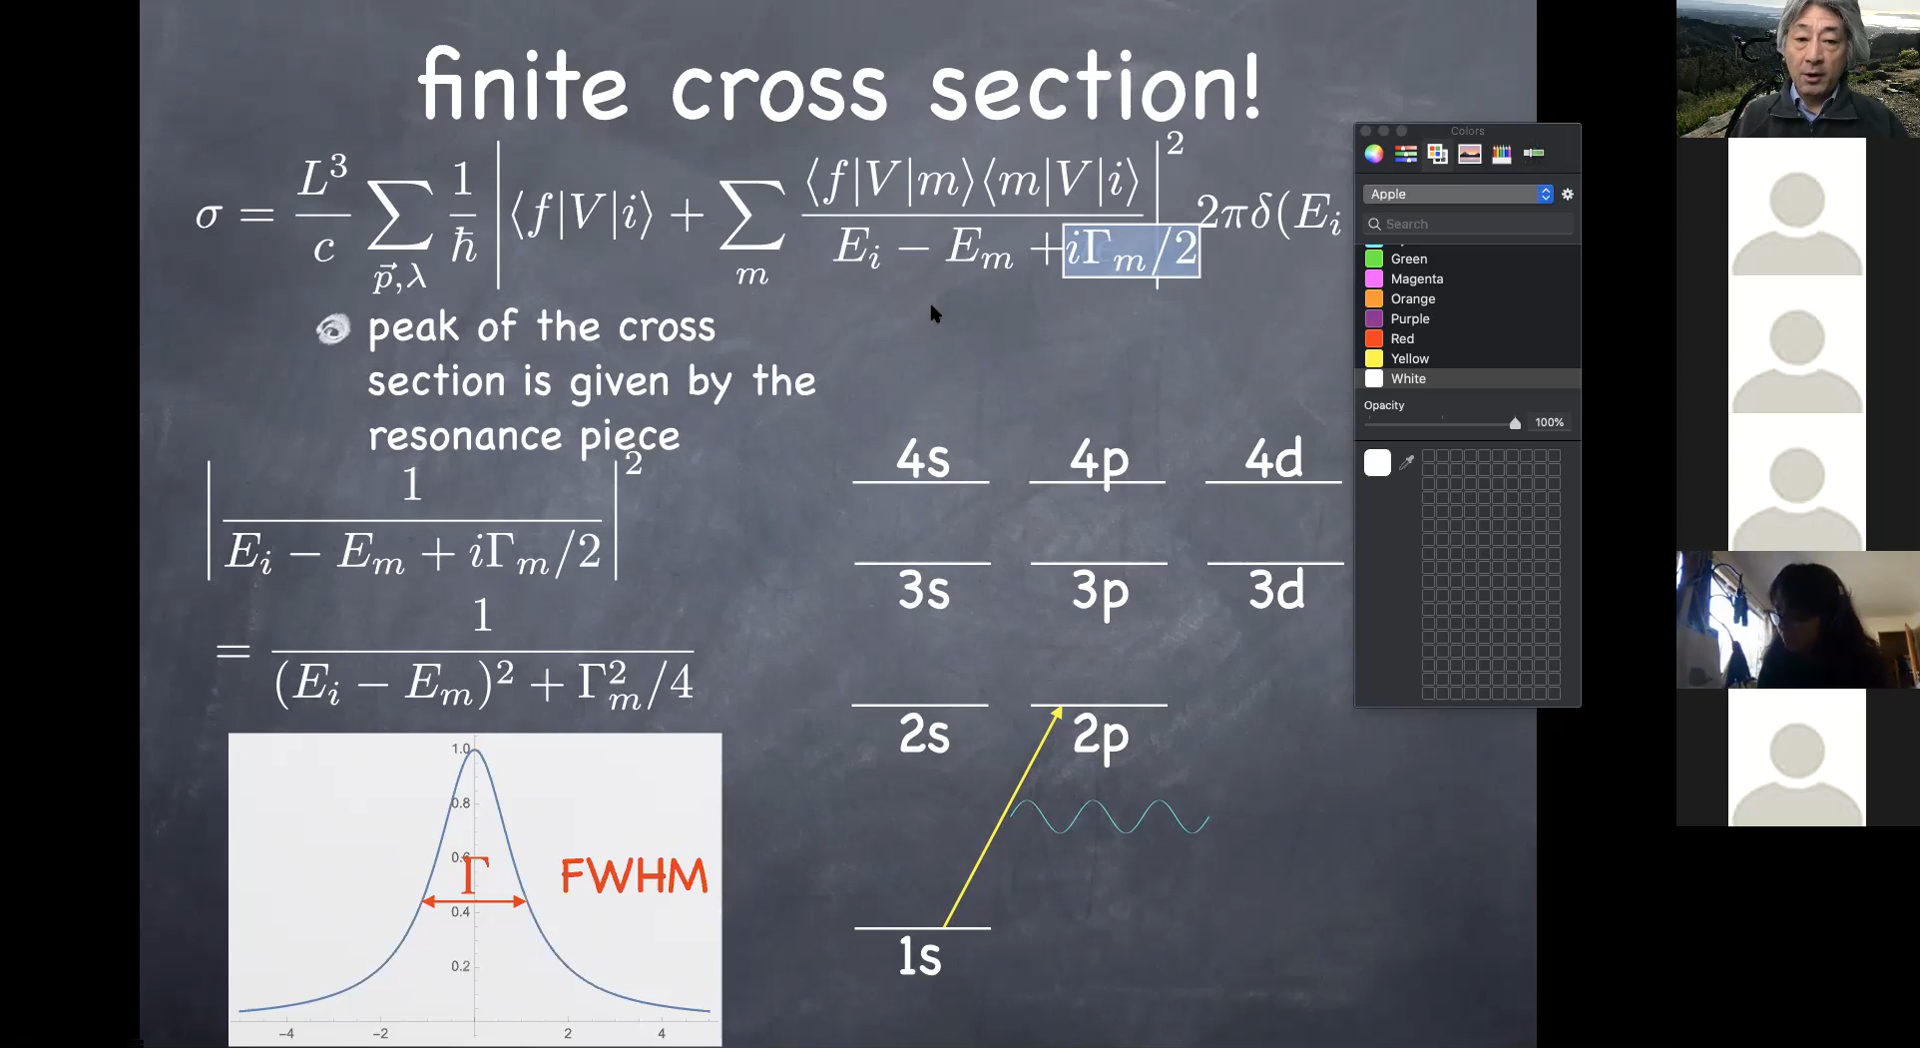 finite cross section!
σ = L³/c ∑_{p⃗,λ} 1/ħ |⟨f|V|i⟩ + ∑_m ⟨f|V|m⟩⟨m|V|i⟩ / (E_i − E_m + iΓ_m/2)|² 2πδ(E_i
peak of the cross
section is given by the
resonance piece
|1 / (E_i − E_m + iΓ_m/2)|²
= 1 / ((E_i − E_m)² + Γ_m²/4)
1.0
0.8
0.6
0.4
0.2
Γ
FWHM
−4 −2 2 4
4s 4p 4d
3s 3p 3d
2s 2p
1s
Colors
Apple
Search
Green
Magenta
Orange
Purple
Red
Yellow
White
Opacity
100%